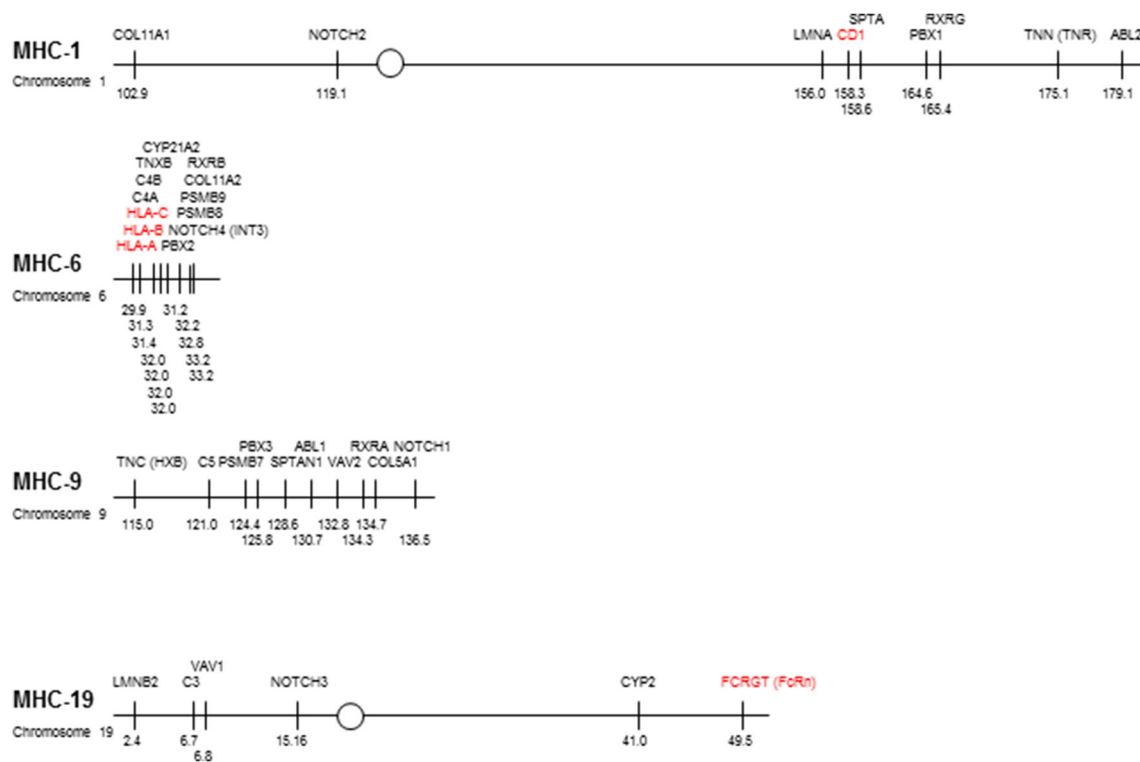 SPTA RXRG
COL11A1 NOTCH2 LMNA CD1 PBX1 TNN (TNR) ABL2
MHC-1
Chromosome 1
102.9 119.1 156.0 158.3 164.6 175.1 179.1
158.6 165.4
CYP21A2
TNXB RXRB
C4B COL11A2
C4A PSMB9
HLA-C PSMB8
HLA-B NOTCH4 (INT3)
HLA-A PBX2
MHC-6
Chromosome 6
29.9 31.2
31.3 32.2
31.4 32.8
32.0 33.2
32.0 33.2
32.0
32.0
PBX3 ABL1 RXRA NOTCH1
TNC (HXB) C5 PSMB7 SPTAN1 VAV2 COL5A1
MHC-9
Chromosome 9
115.0 121.0 124.4 128.6 132.8 134.7
125.8 130.7 134.3 136.5
VAV1
LMNB2 C3 NOTCH3 CYP2 FCRGT (FcRn)
MHC-19
Chromosome 19
2.4 6.7 15.16 41.0 49.5
6.8